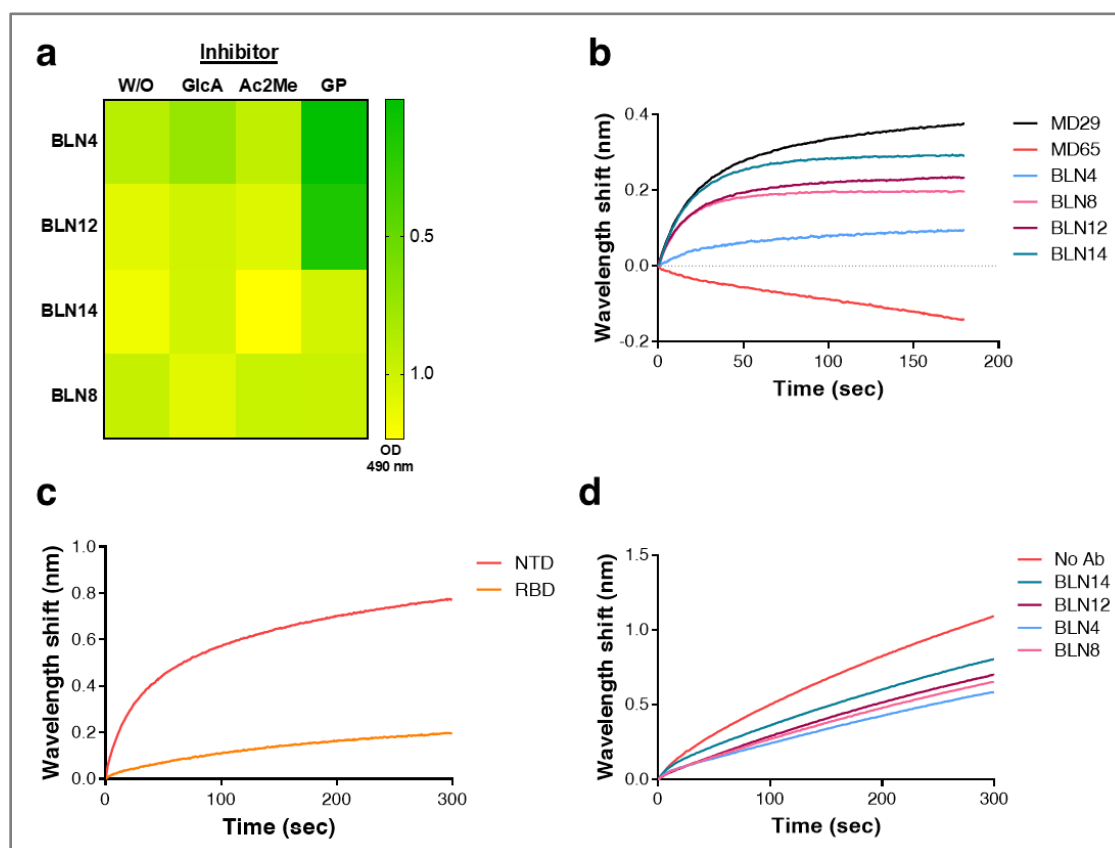 a
Inhibitor
W/O GlcA Ac2Me GP
BLN4
BLN12
BLN14
BLN8
0.5
1.0
OD
490 nm
b
Wavelength shift (nm)
0.4
0.2
0.0
-0.2
0 50 100 150 200
Time (sec)
MD29
MD65
BLN4
BLN8
BLN12
BLN14
c
Wavelength shift (nm)
1.0
0.8
0.6
0.4
0.2
0.0
0 100 200 300
Time (sec)
NTD
RBD
d
Wavelength shift (nm)
1.5
1.0
0.5
0.0
0 100 200 300
Time (sec)
No Ab
BLN14
BLN12
BLN4
BLN8